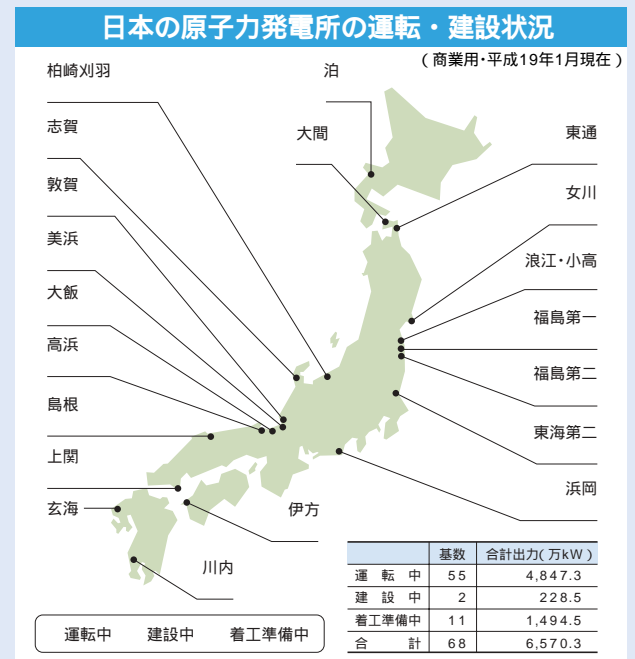 日本の原子力発電所の運転・建設状況
(商業用・平成19年1月現在)
柏崎刈羽
泊
志賀
大間
東通
敦賀
女川
美浜
浪江・小高
大飯
福島第一
高浜
福島第二
島根
東海第二
上関
浜岡
玄海
伊方
川内
基数 合計出力(万kW)
運転中 55 4,847.3
建設中 2 228.5
着工準備中 11 1,494.5
合計 68 6,570.3
運転中 建設中 着工準備中